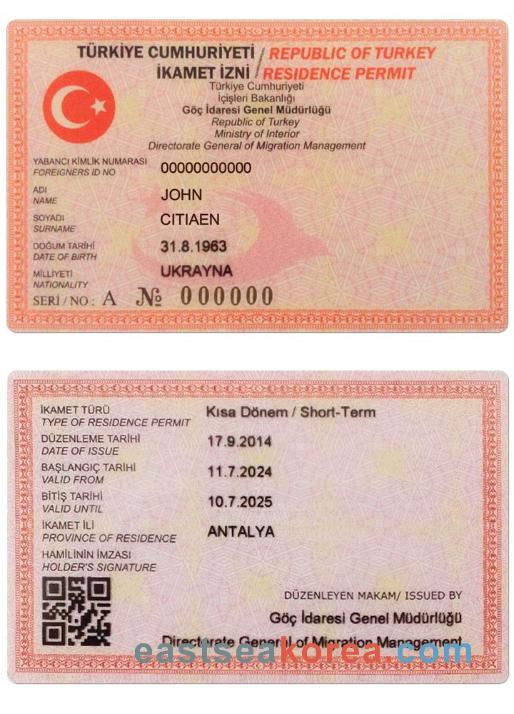 TÜRKİYE CUMHURİYETİ / REPUBLIC OF TURKEY
İKAMET İZNİ / RESIDENCE PERMIT
Türkiye Cumhuriyeti
İçişleri Bakanlığı
Göç İdaresi Genel Müdürlüğü
Republic of Turkey
Ministry of Interior
Directorate General of Migration Management
YABANCI KİMLİK NUMARASI
FOREIGNERS ID NO
00000000000
ADI
NAME
JOHN
SOYADI
SURNAME
CITIAEN
DOĞUM TARİHİ
DATE OF BIRTH
31.8.1963
MİLLİYETİ
NATIONALITY
UKRAYNA
SERİ / NO : A № 000000
İKAMET TÜRÜ
TYPE OF RESIDENCE PERMIT
Kısa Dönem / Short-Term
DÜZENLEME TARİHİ
DATE OF ISSUE
17.9.2014
BAŞLANGIÇ TARİHİ
VALID FROM
11.7.2024
BİTİŞ TARİHİ
VALID UNTIL
10.7.2025
İKAMET İLİ
PROVINCE OF RESIDENCE
ANTALYA
HAMİLİNİN İMZASI
HOLDER'S SIGNATURE
DÜZENLEYEN MAKAM/ ISSUED BY
Göç İdaresi Genel Müdürlüğü
Directorate General of Migration Management
eastseakorea.com